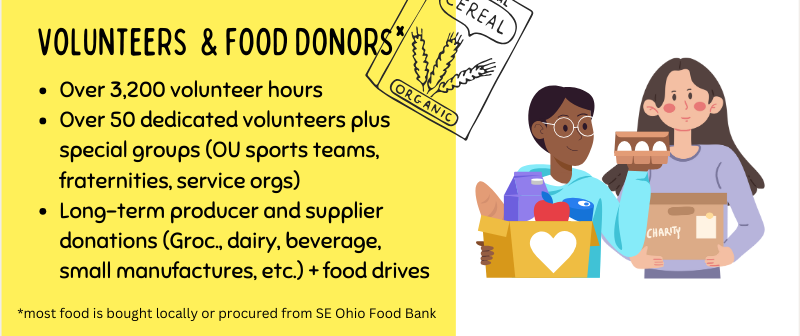 VOLUNTEERS & FOOD DONORS*
• Over 3,200 volunteer hours
• Over 50 dedicated volunteers plus
special groups (OU sports teams,
fraternities, service orgs)
• Long-term producer and supplier
donations (Groc., dairy, beverage,
small manufactures, etc.) + food drives
*most food is bought locally or procured from SE Ohio Food Bank
CEREAL
ORGANIC
CHARITY